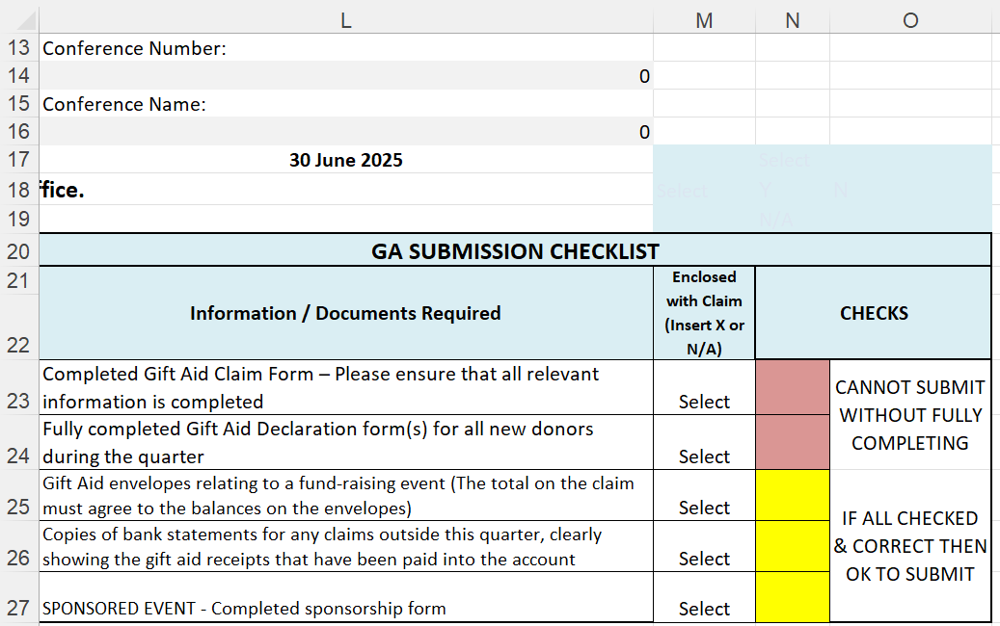 L M N O
13 Conference Number:
14 0
15 Conference Name:
16 0
17 30 June 2025 Select
18 ffice. Select Y N
19 N/A
20 GA SUBMISSION CHECKLIST
21 Enclosed
with Claim
Information / Documents Required CHECKS
(Insert X or
22 N/A)
Completed Gift Aid Claim Form – Please ensure that all relevant
23 information is completed Select
CANNOT SUBMIT
WITHOUT FULLY
COMPLETING
Fully completed Gift Aid Declaration form(s) for all new donors
24 during the quarter Select
Gift Aid envelopes relating to a fund-raising event (The total on the claim
25 must agree to the balances on the envelopes) Select
IF ALL CHECKED
& CORRECT THEN
OK TO SUBMIT
Copies of bank statements for any claims outside this quarter, clearly
26 showing the gift aid receipts that have been paid into the account Select
27 SPONSORED EVENT - Completed sponsorship form Select